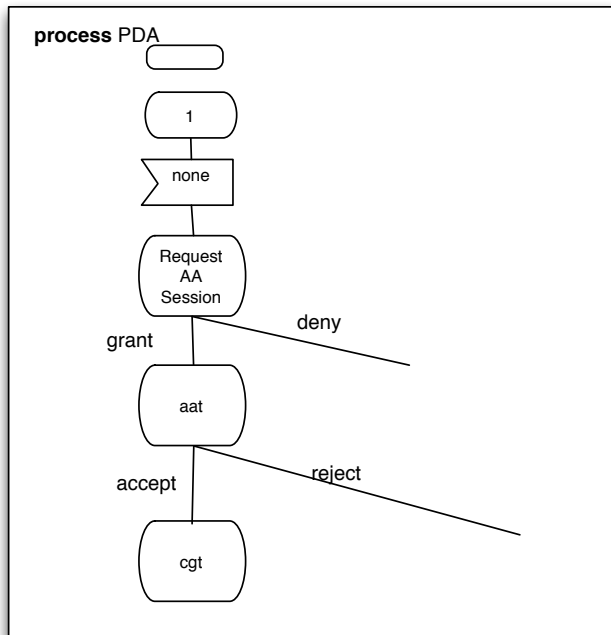 process PDA
1
none
Request
AA
Session
deny
grant
aat
reject
accept
cgt